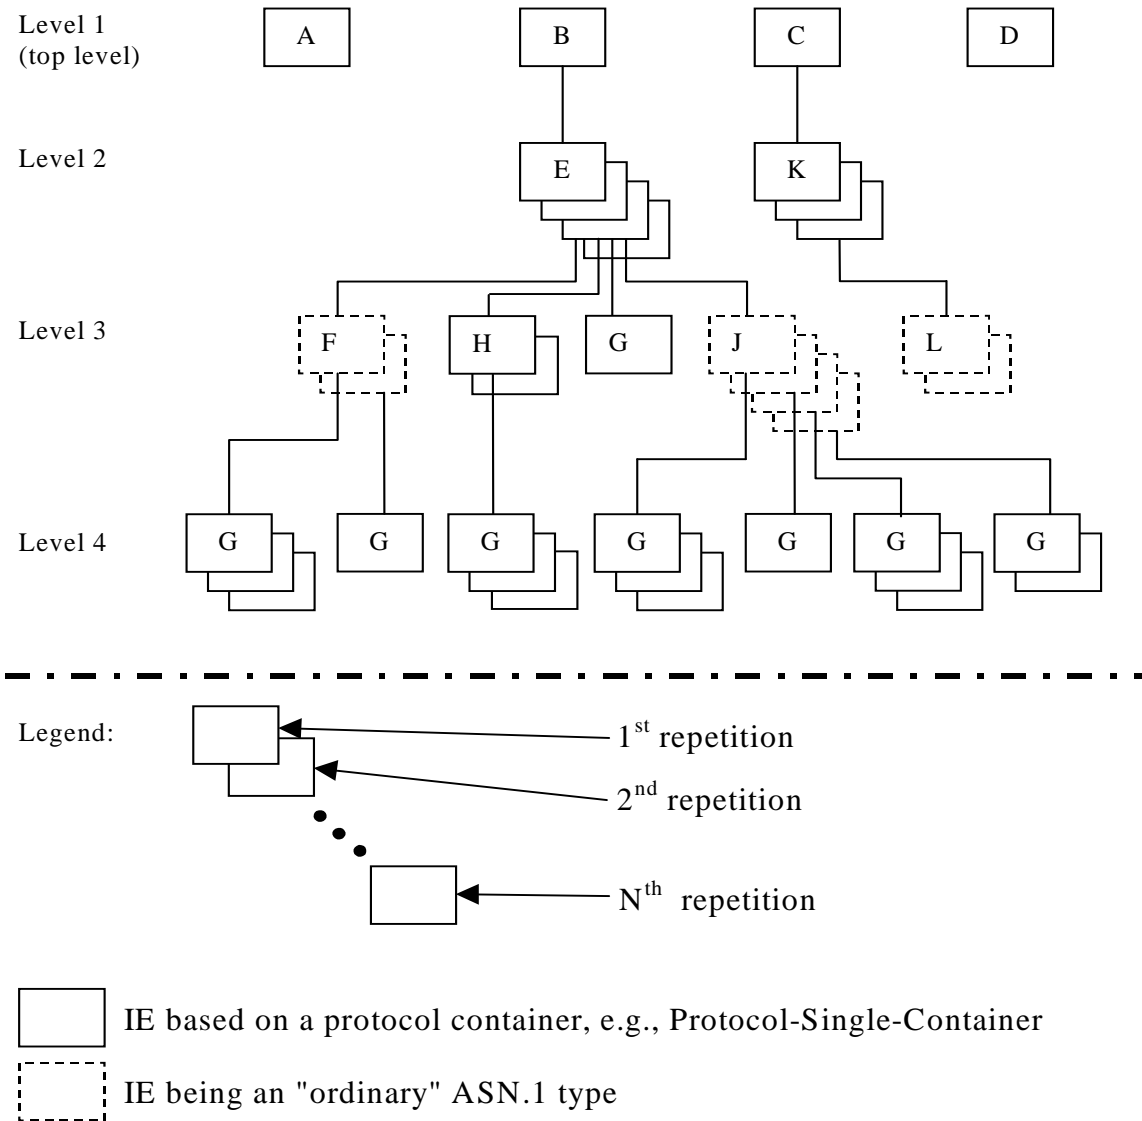 Level 1
(top level)
A
B
C
D
Level 2
E
K
Level 3
F
H
G
J
L
Level 4
G
G
G
G
G
G
G
Legend:
1st repetition
2nd repetition
Nth repetition
IE based on a protocol container, e.g., Protocol-Single-Container
IE being an "ordinary" ASN.1 type